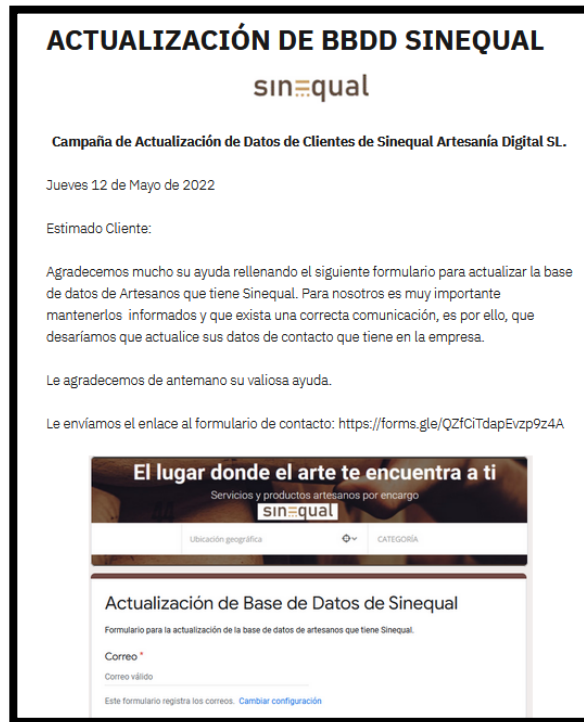 ACTUALIZACIÓN DE BBDD SINEQUAL
sinequal
Campaña de Actualización de Datos de Clientes de Sinequal Artesanía Digital SL.
Jueves 12 de Mayo de 2022
Estimado Cliente:
Agradecemos mucho su ayuda rellenando el siguiente formulario para actualizar la base
de datos de Artesanos que tiene Sinequal. Para nosotros es muy importante
mantenerlos informados y que exista una correcta comunicación, es por ello, que
desaríamos que actualice sus datos de contacto que tiene en la empresa.
Le agradecemos de antemano su valiosa ayuda.
Le envíamos el enlace al formulario de contacto: https://forms.gle/QZfCiTdapEvzp9z4A
El lugar donde el arte te encuentra a ti
Servicios y productos artesanos por encargo
sinequal
Ubicación geográfica CATEGORÍA
Actualización de Base de Datos de Sinequal
Formulario para la actualización de la base de datos de artesanos que tiene Sinequal.
Correo *
Correo válido
Este formulario registra los correos. Cambiar configuración